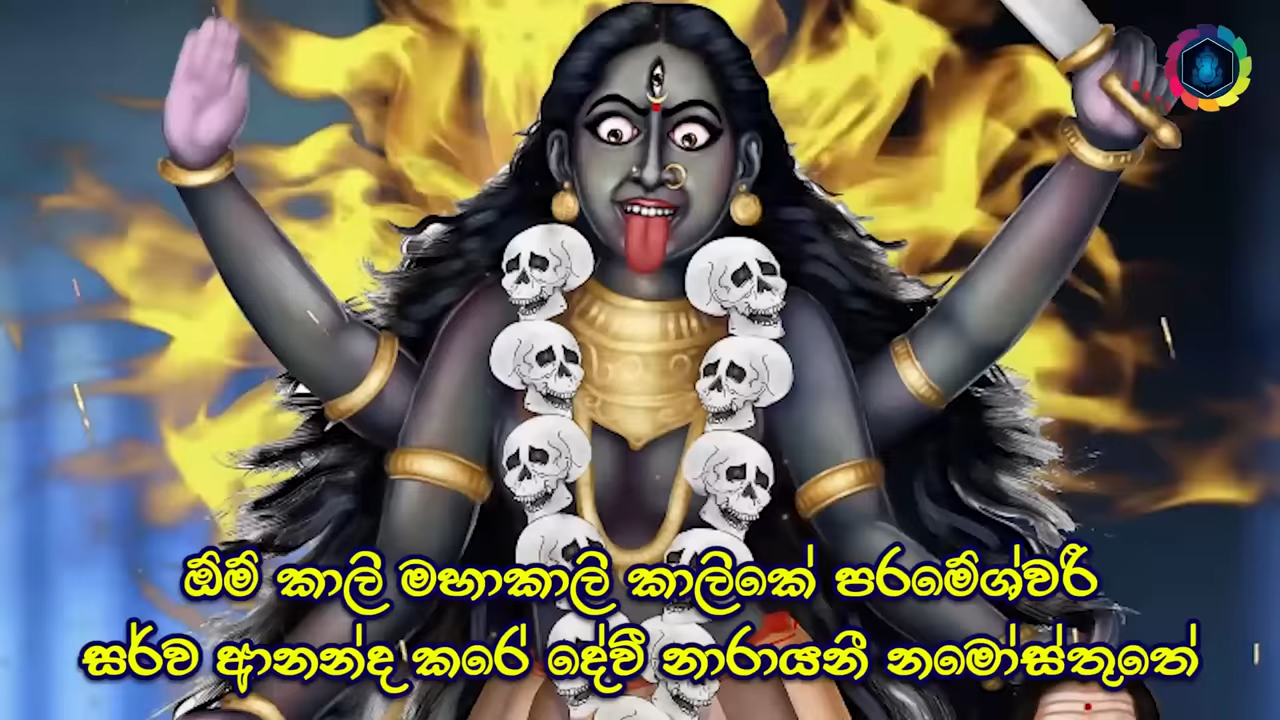 ඕම් කාලි මහාකාලි කාලිකේ පරමේශ්වරී
සර්ව ආනන්ද කරේ දේවී නාරායනී නමෝස්තුතේ